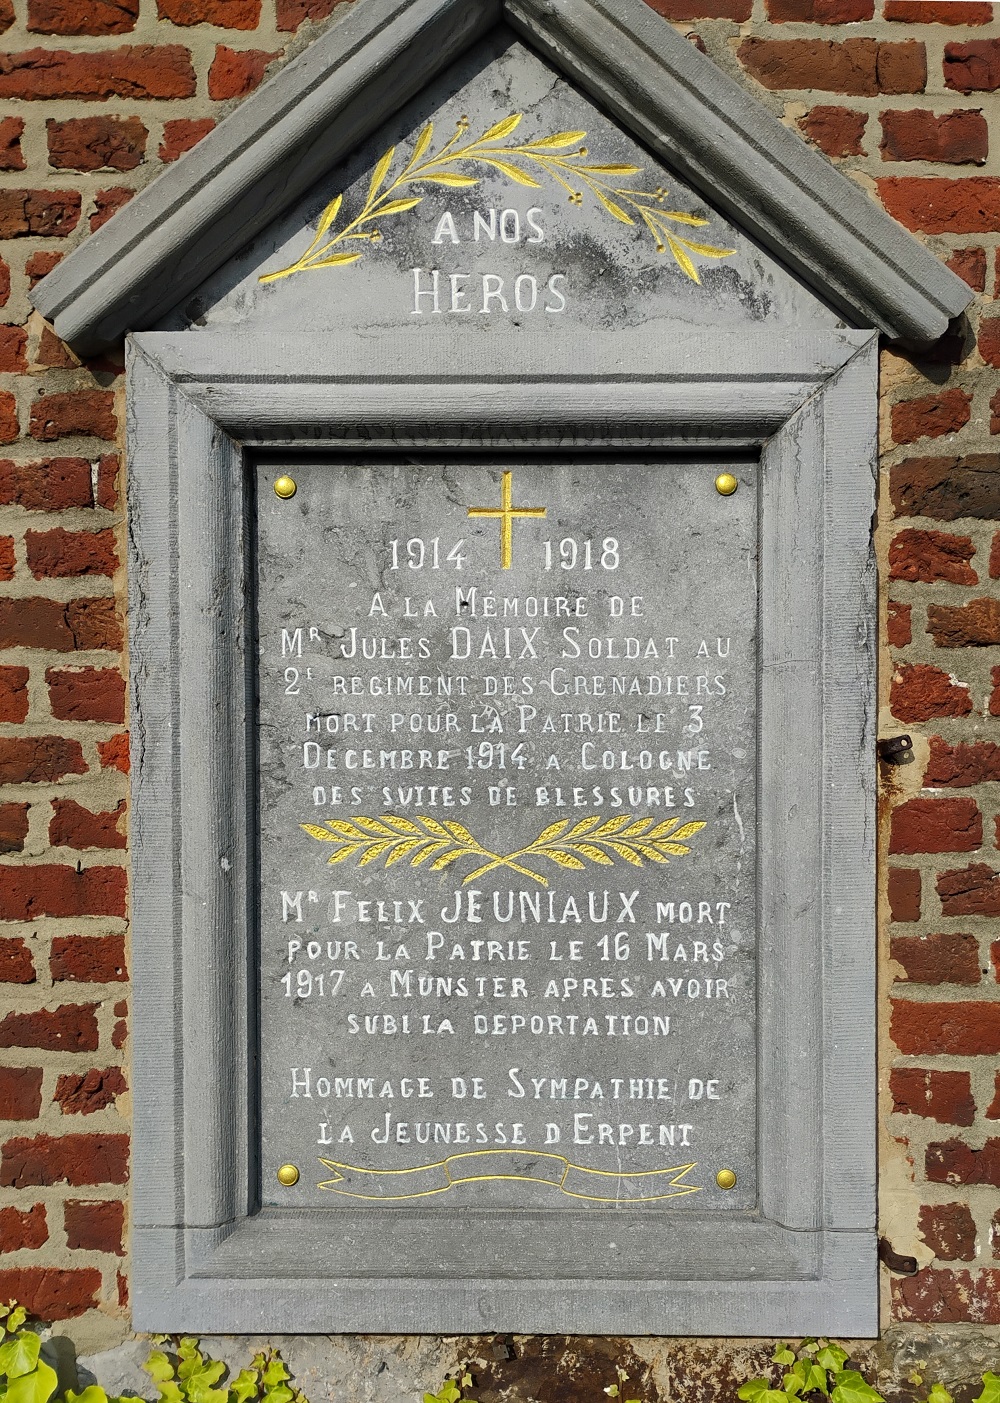 A NOS
HEROS
1914 1918
A LA MÉMOIRE DE
MR JULES DAIX SOLDAT AU
2E REGIMENT DES GRENADIERS
MORT POUR LA PATRIE LE 3
DECEMBRE 1914 A COLOGNE
DES SUITES DE BLESSURES
MR FELIX JEUNIAUX MORT
POUR LA PATRIE LE 16 MARS
1917 A MUNSTER APRES AVOIR
SUBI LA DEPORTATION
HOMMAGE DE SYMPATHIE DE
LA JEUNESSE D ERPENT